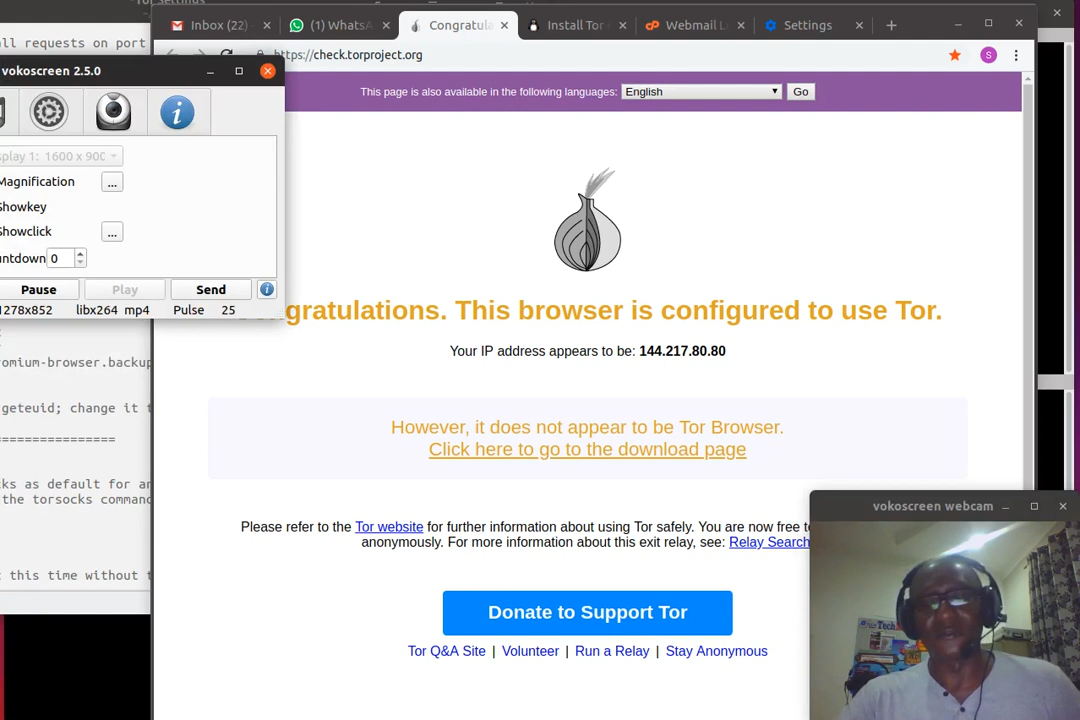 all requests on port
Inbox (22)
(1) WhatsA
Congratula
Install Tor
Webmail L
Settings
https://check.torproject.org
S
vokoscreen 2.5.0
This page is also available in the following languages: English Go
splay 1: 1600 x 900
Magnification ...
Showkey
Showclick ...
untdown 0
Pause Play Send
1278x852 libx264 mp4 Pulse 25
ngratulations. This browser is configured to use Tor.
Your IP address appears to be: 144.217.80.80
omium-browser.backup
geteuid; change it t
================
ks as default for an
the torsocks comman
t this time without t
However, it does not appear to be Tor Browser.
Click here to go to the download page
Please refer to the Tor website for further information about using Tor safely. You are now free to
anonymously. For more information about this exit relay, see: Relay Search
vokoscreen webcam
Donate to Support Tor
Tor Q&A Site | Volunteer | Run a Relay | Stay Anonymous